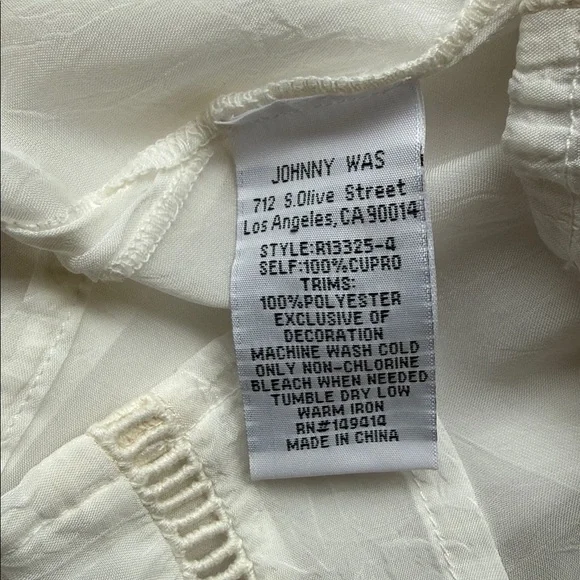 JOHNNY WAS
712 S.Olive Street
Los Angeles, CA 90014
STYLE:R13325-4
SELF:100%CUPRO
TRIMS:
100%POLYESTER
EXCLUSIVE OF
DECORATION
MACHINE WASH COLD
ONLY NON-CHLORINE
BLEACH WHEN NEEDED
TUMBLE DRY LOW
WARM IRON
RN#149414
MADE IN CHINA